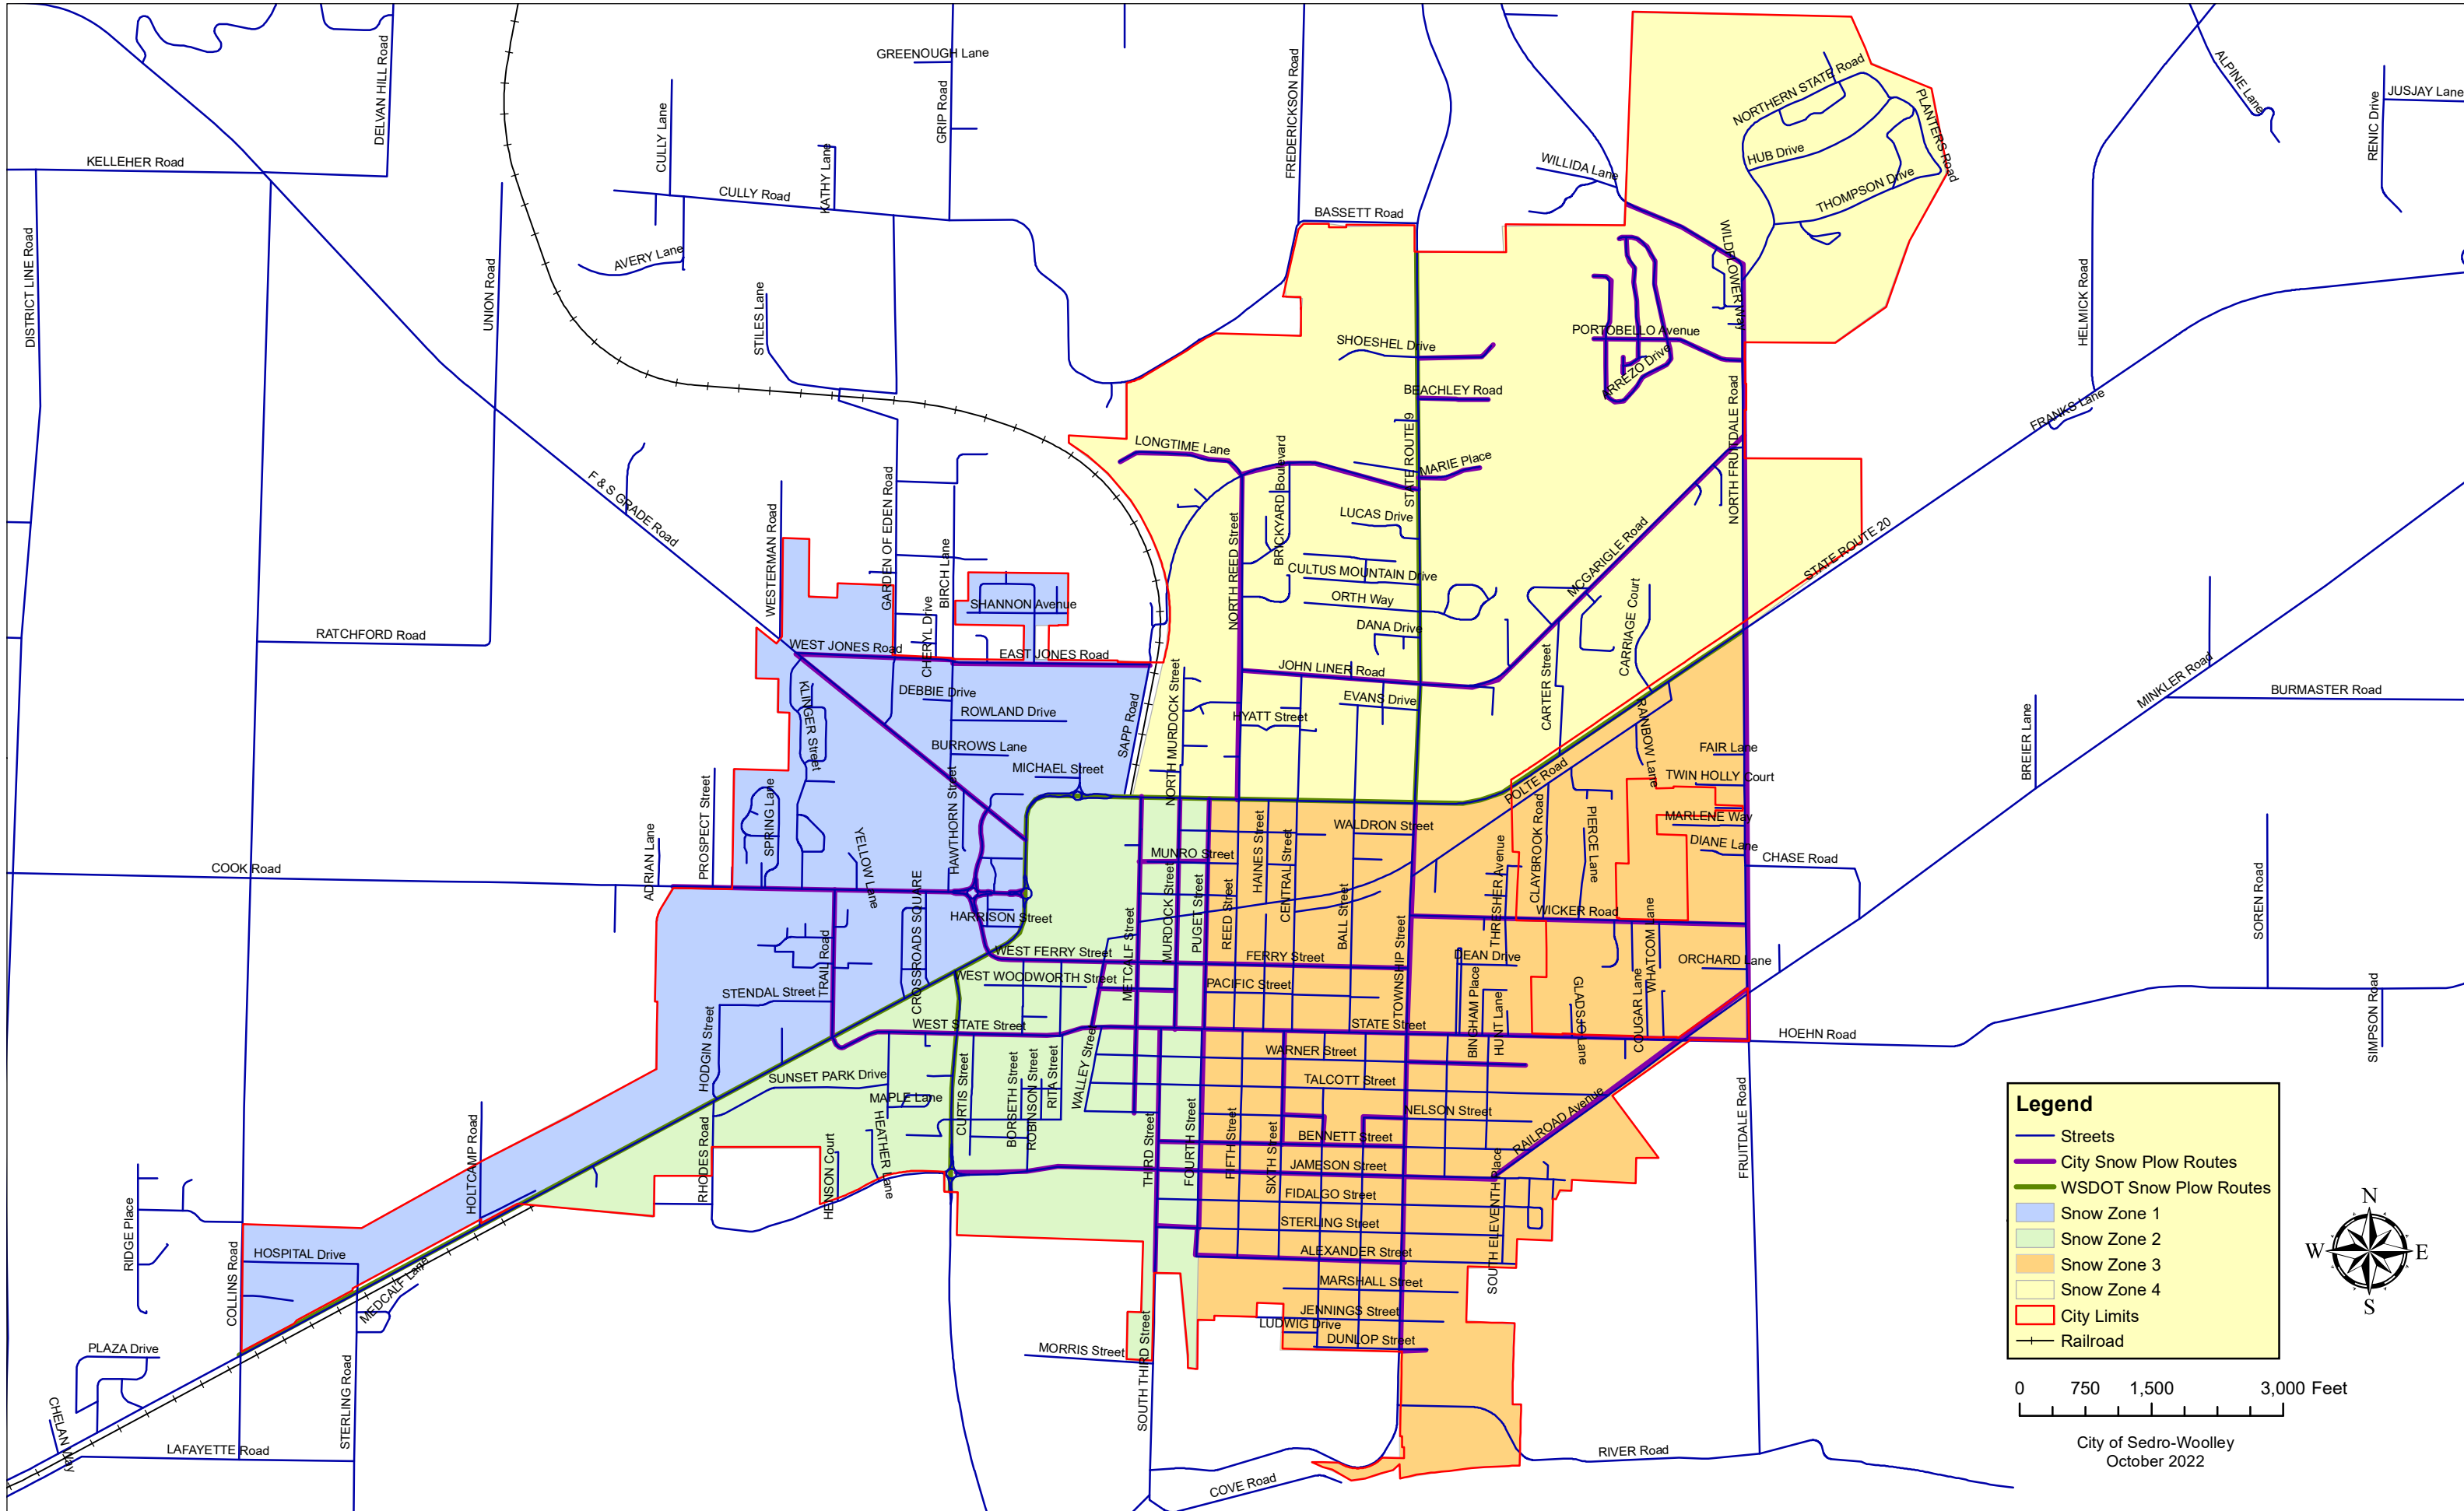 GREENOUGH Lane
DELVAN HILL Road
GRIP Road
FREDERICKSON Road
ALPINE Lane
RENIC Drive
JUSJAY Lane
NORTHERN STATE Road
PLANTERS Road
HUB Drive
THOMPSON Drive
WILLIDA Lane
KELLEHER Road
CULLY Lane
KATHY Lane
CULLY Road
BASSETT Road
AVERY Lane
DISTRICT LINE Road
UNION Road
STILES Lane
WILDFLOWER Way
HELMICK Road
SHOESHEL Drive
PORTOBELLO Avenue
ARREZO Drive
BEACHLEY Road
STATE ROUTE 9
NORTH FRUITDALE Road
FRANKS Lane
LONGTIME Lane
BRICKYARD Boulevard
MARIE Place
F & S GRADE Road
GARDEN OF EDEN Road
WESTERMAN Road
BIRCH Lane
NORTH REED Street
LUCAS Drive
MCGARIGLE Road
STATE ROUTE 20
CULTUS MOUNTAIN Drive
ORTH Way
DANA Drive
CARRIAGE Court
SHANNON Avenue
CHERYL Drive
RATCHFORD Road
WEST JONES Road
EAST JONES Road
JOHN LINER Road
EVANS Drive
CARTER Street
NORTH MURDOCK Street
KLINGER Street
DEBBIE Drive
ROWLAND Drive
SAPP Road
HYATT Street
RAINBOW Lane
MINKLER Road
BURMASTER Road
BREIER Lane
BURROWS Lane
MICHAEL Street
FAIR Lane
TWIN HOLLY Court
POLTE Road
PROSPECT Street
SPRING Lane
HAWTHORN Street
MARLENE Way
DIANE Lane
CHASE Road
ADRIAN Lane
YELLOW Lane
MUNRO Street
HAINES Street
CENTRAL Street
WALDRON Street
THRESHER Avenue
CLAYBROOK Road
PIERCE Lane
SOREN Road
COOK Road
CROSSROADS SQUARE
HARRISON Street
METCALF Street
MURDOCK Street
PUGET Street
REED Street
BALL Street
WICKER Road
TRAIL Road
WEST FERRY Street
FERRY Street
TOWNSHIP Street
DEAN Drive
WHATCOM Lane
ORCHARD Lane
WEST WOODWORTH Street
PACIFIC Street
BINGHAM Place
HUNT Lane
GLADSJO Lane
COUGAR Lane
STENDAL Street
WEST STATE Street
STATE Street
HOEHN Road
SIMPSON Road
HODGIN Street
WALLEY Street
WARNER Street
SUNSET PARK Drive
MAPLE Lane
CURTIS Street
BORSETH Street
ROBINSON Street
RITA Street
TALCOTT Street
NELSON Street
RAILROAD Avenue
FRUITDALE Road
HOLTCAMP Road
RHODES Road
HENSON Court
HEATHER Lane
THIRD Street
FOURTH Street
FIFTH Street
SIXTH Street
BENNETT Street
JAMESON Street
FIDALGO Street
STERLING Street
ALEXANDER Street
SOUTH ELEVENTH Place
RIDGE Place
COLLINS Road
HOSPITAL Drive
MEDCALF Lane
MARSHALL Street
JENNINGS Street
LUDWIG Drive
DUNLOP Street
PLAZA Drive
MORRIS Street
SOUTH THIRD Street
STERLING Road
CHELAN Way
LAFAYETTE Road
COVE Road
RIVER Road
Legend
Streets
City Snow Plow Routes
WSDOT Snow Plow Routes
Snow Zone 1
Snow Zone 2
Snow Zone 3
Snow Zone 4
City Limits
Railroad
N
W
E
S
0 750 1,500 3,000 Feet
City of Sedro-Woolley
October 2022